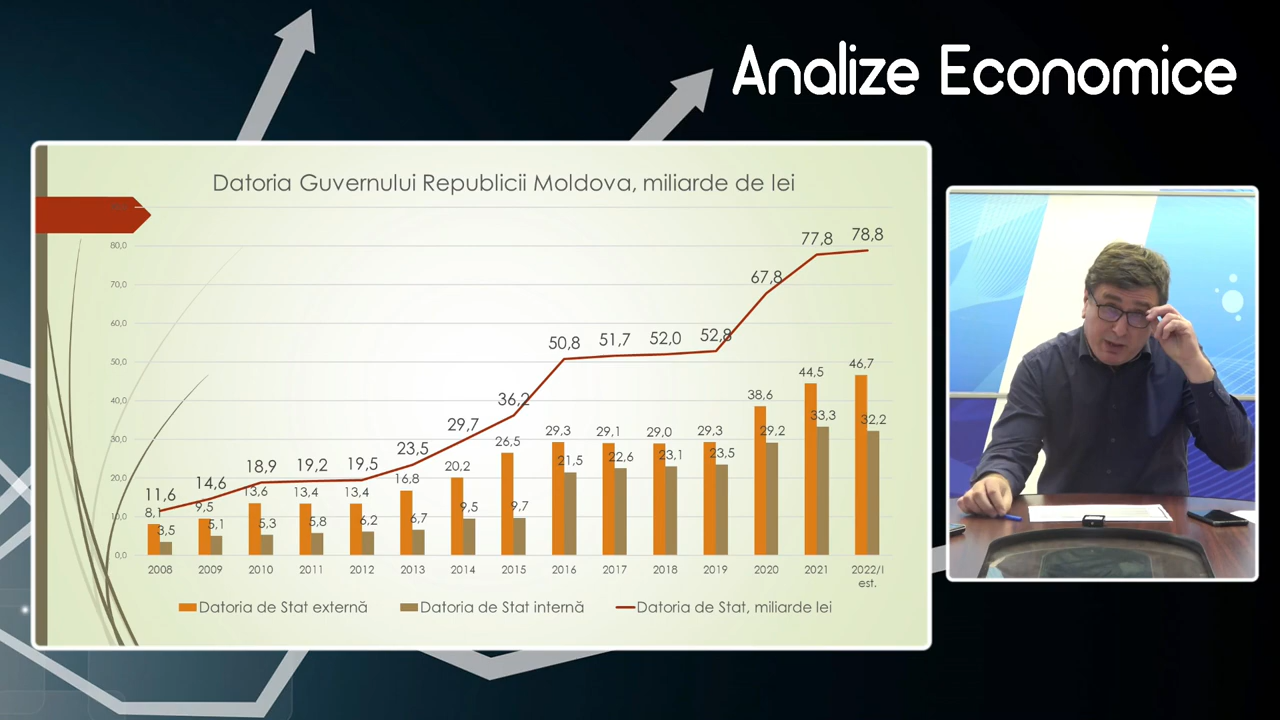 Analize Economice
Datoria Guvernului Republicii Moldova, miliarde de lei
80,0
70,0
60,0
50,0
40,0
30,0
20,0
10,0
0,0
11,6 14,6 18,9 19,2 19,5 23,5 29,7 36,2 50,8 51,7 52,0 52,8 67,8 77,8 78,8
8,1 9,5 13,6 13,4 13,4 16,8 20,2 26,5 29,3 29,1 29,0 29,3 38,6 44,5 46,7
3,5 5,1 5,3 5,8 6,2 6,7 9,5 9,7 21,5 22,6 23,1 23,5 29,2 33,3 32,2
2008 2009 2010 2011 2012 2013 2014 2015 2016 2017 2018 2019 2020 2021 2022/I
est.
Datoria de Stat externă Datoria de Stat internă Datoria de Stat, miliarde lei